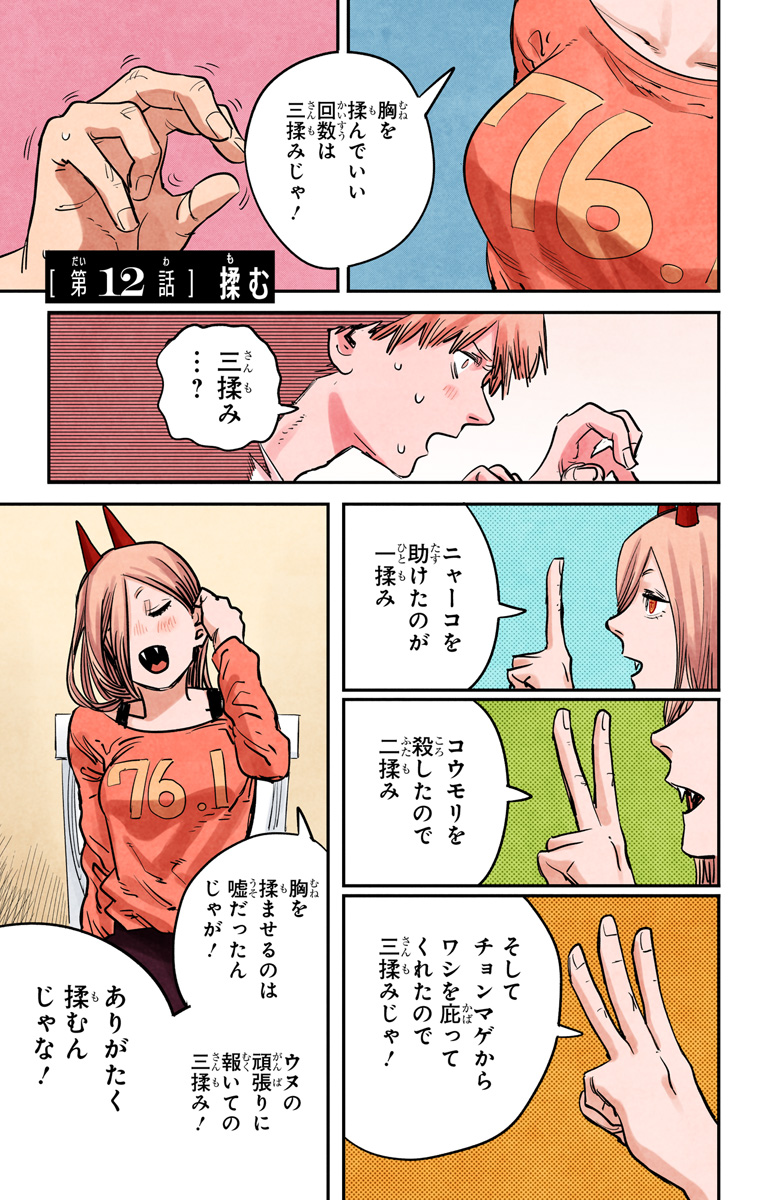 胸を
揉んでいい
回数は
三揉みじゃ!
76.
[第12話] 揉む
三揉み
…?
ニャーコを
助けたのが
一揉み
コウモリを
殺したので
二揉み
そして
チョンマゲから
ワシを庇って
くれたので
三揉みじゃ!
76.1
胸を
揉ませるのは
嘘だったん
じゃが!
ウヌの
頑張りに
報いての
三揉み!
ありがたく
揉むん
じゃな!